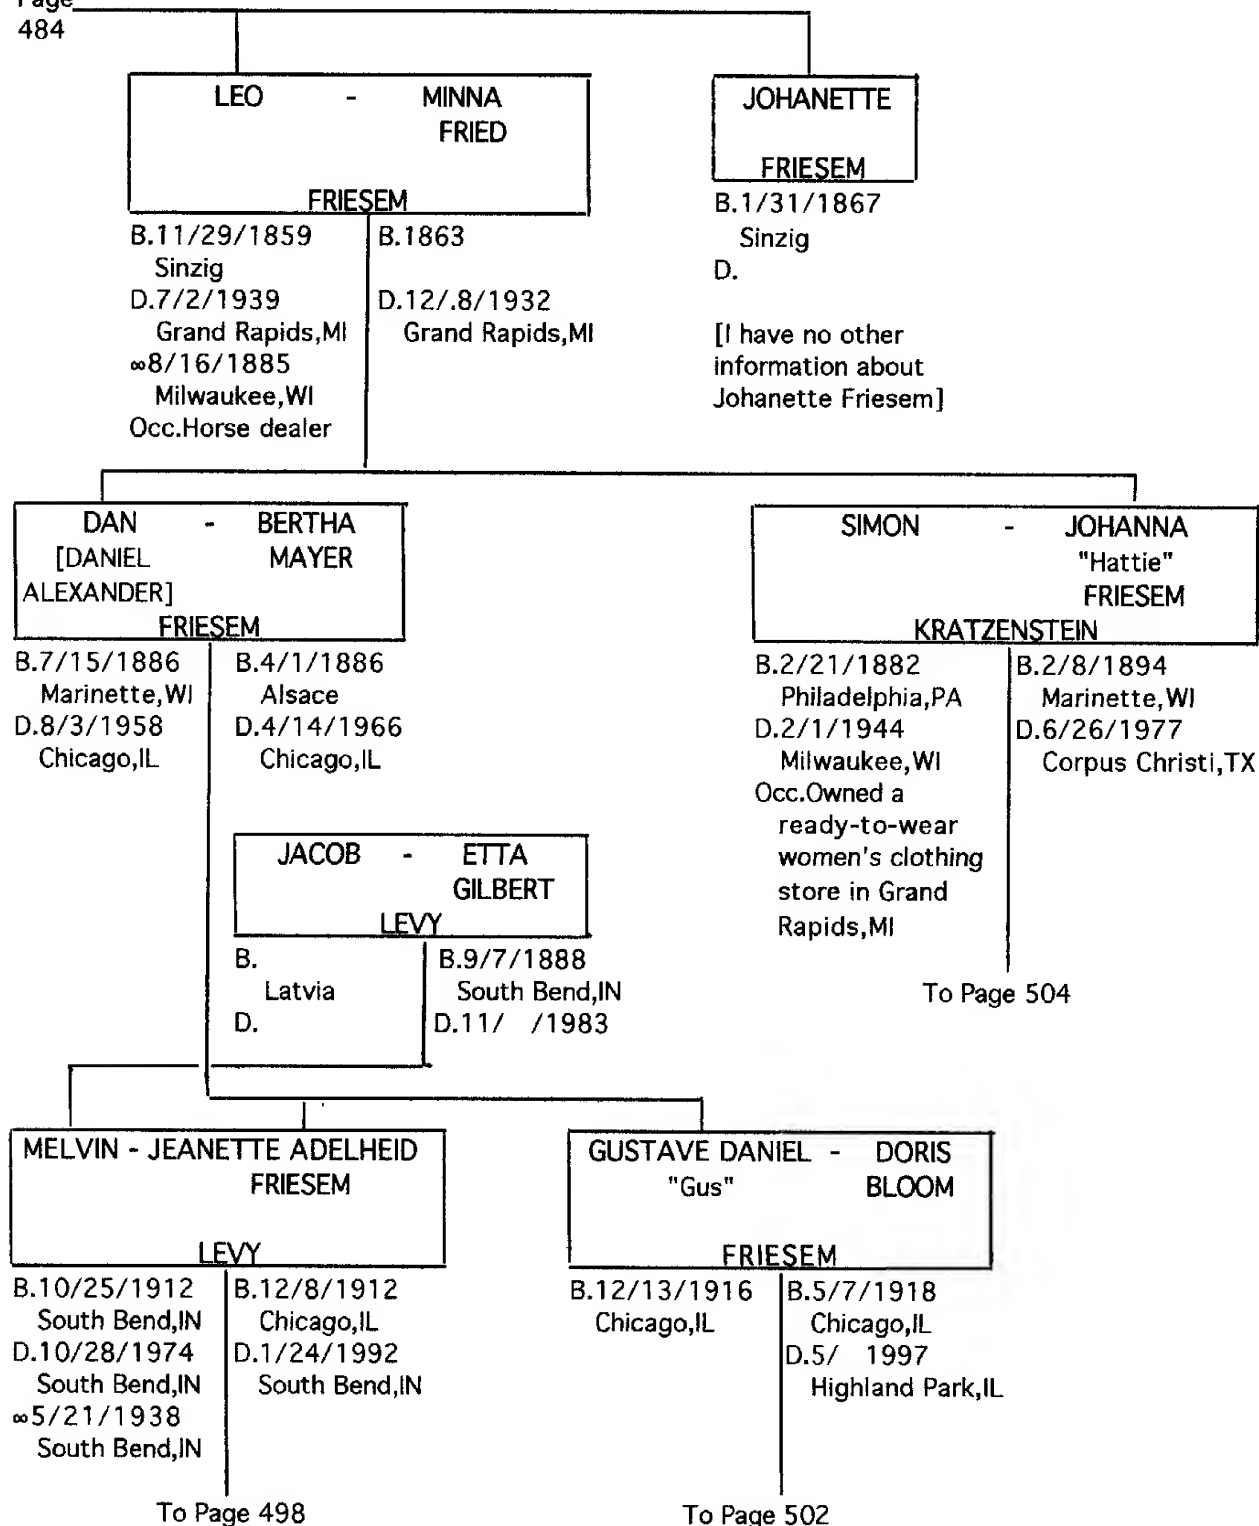 Page
484
LEO - MINNA
FRIED
FRIESEM
B.11/29/1859
Sinzig
D.7/2/1939
Grand Rapids,MI
∞8/16/1885
Milwaukee,WI
Occ.Horse dealer
B.1863
D.12/.8/1932
Grand Rapids,MI
JOHANETTE
FRIESEM
B.1/31/1867
Sinzig
D.
[I have no other
information about
Johanette Friesem]
DAN - BERTHA
[DANIEL MAYER
ALEXANDER]
FRIESEM
B.7/15/1886
Marinette,WI
D.8/3/1958
Chicago,IL
B.4/1/1886
Alsace
D.4/14/1966
Chicago,IL
SIMON - JOHANNA
"Hattie"
FRIESEM
KRATZENSTEIN
B.2/21/1882
Philadelphia,PA
D.2/1/1944
Milwaukee,WI
Occ.Owned a
ready-to-wear
women's clothing
store in Grand
Rapids,MI
B.2/8/1894
Marinette,WI
D.6/26/1977
Corpus Christi,TX
To Page 504
JACOB - ETTA
GILBERT
LEVY
B.
Latvia
D.
B.9/7/1888
South Bend,IN
D.11/ /1983
MELVIN - JEANETTE ADELHEID
FRIESEM
LEVY
B.10/25/1912
South Bend,IN
D.10/28/1974
South Bend,IN
∞5/21/1938
South Bend,IN
B.12/8/1912
Chicago,IL
D.1/24/1992
South Bend,IN
To Page 498
GUSTAVE DANIEL - DORIS
"Gus" BLOOM
FRIESEM
B.12/13/1916
Chicago,IL
B.5/7/1918
Chicago,IL
D.5/ 1997
Highland Park,IL
To Page 502